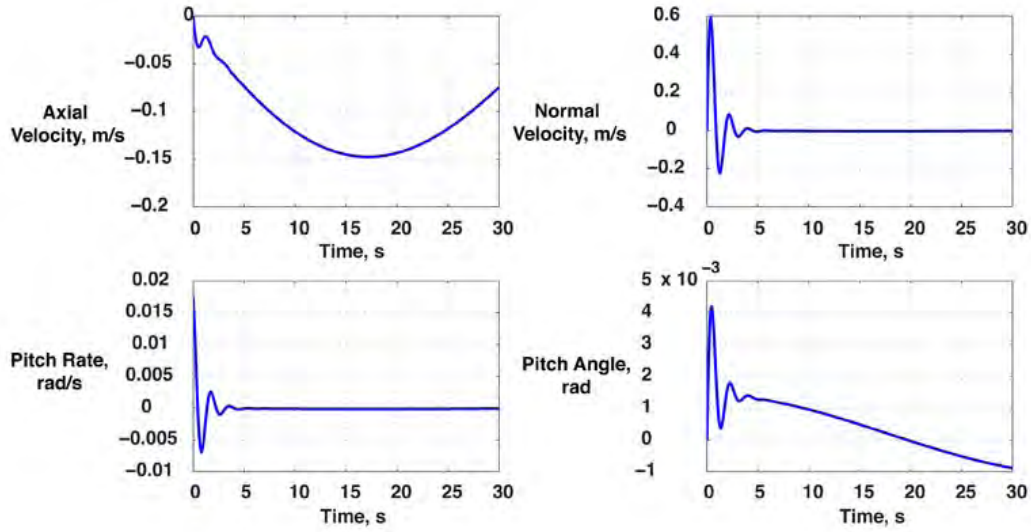 0
−0.05
−0.1
−0.15
−0.2
Axial
Velocity, m/s
0 5 10 15 20 25 30
Time, s
0.6
0.4
0.2
0
−0.2
−0.4
Normal
Velocity, m/s
0 5 10 15 20 25 30
Time, s
0.02
0.015
0.01
0.005
0
−0.005
−0.01
Pitch Rate,
rad/s
0 5 10 15 20 25 30
Time, s
5 x 10 −3
4
3
2
1
0
−1
Pitch Angle,
rad
0 5 10 15 20 25 30
Time, s